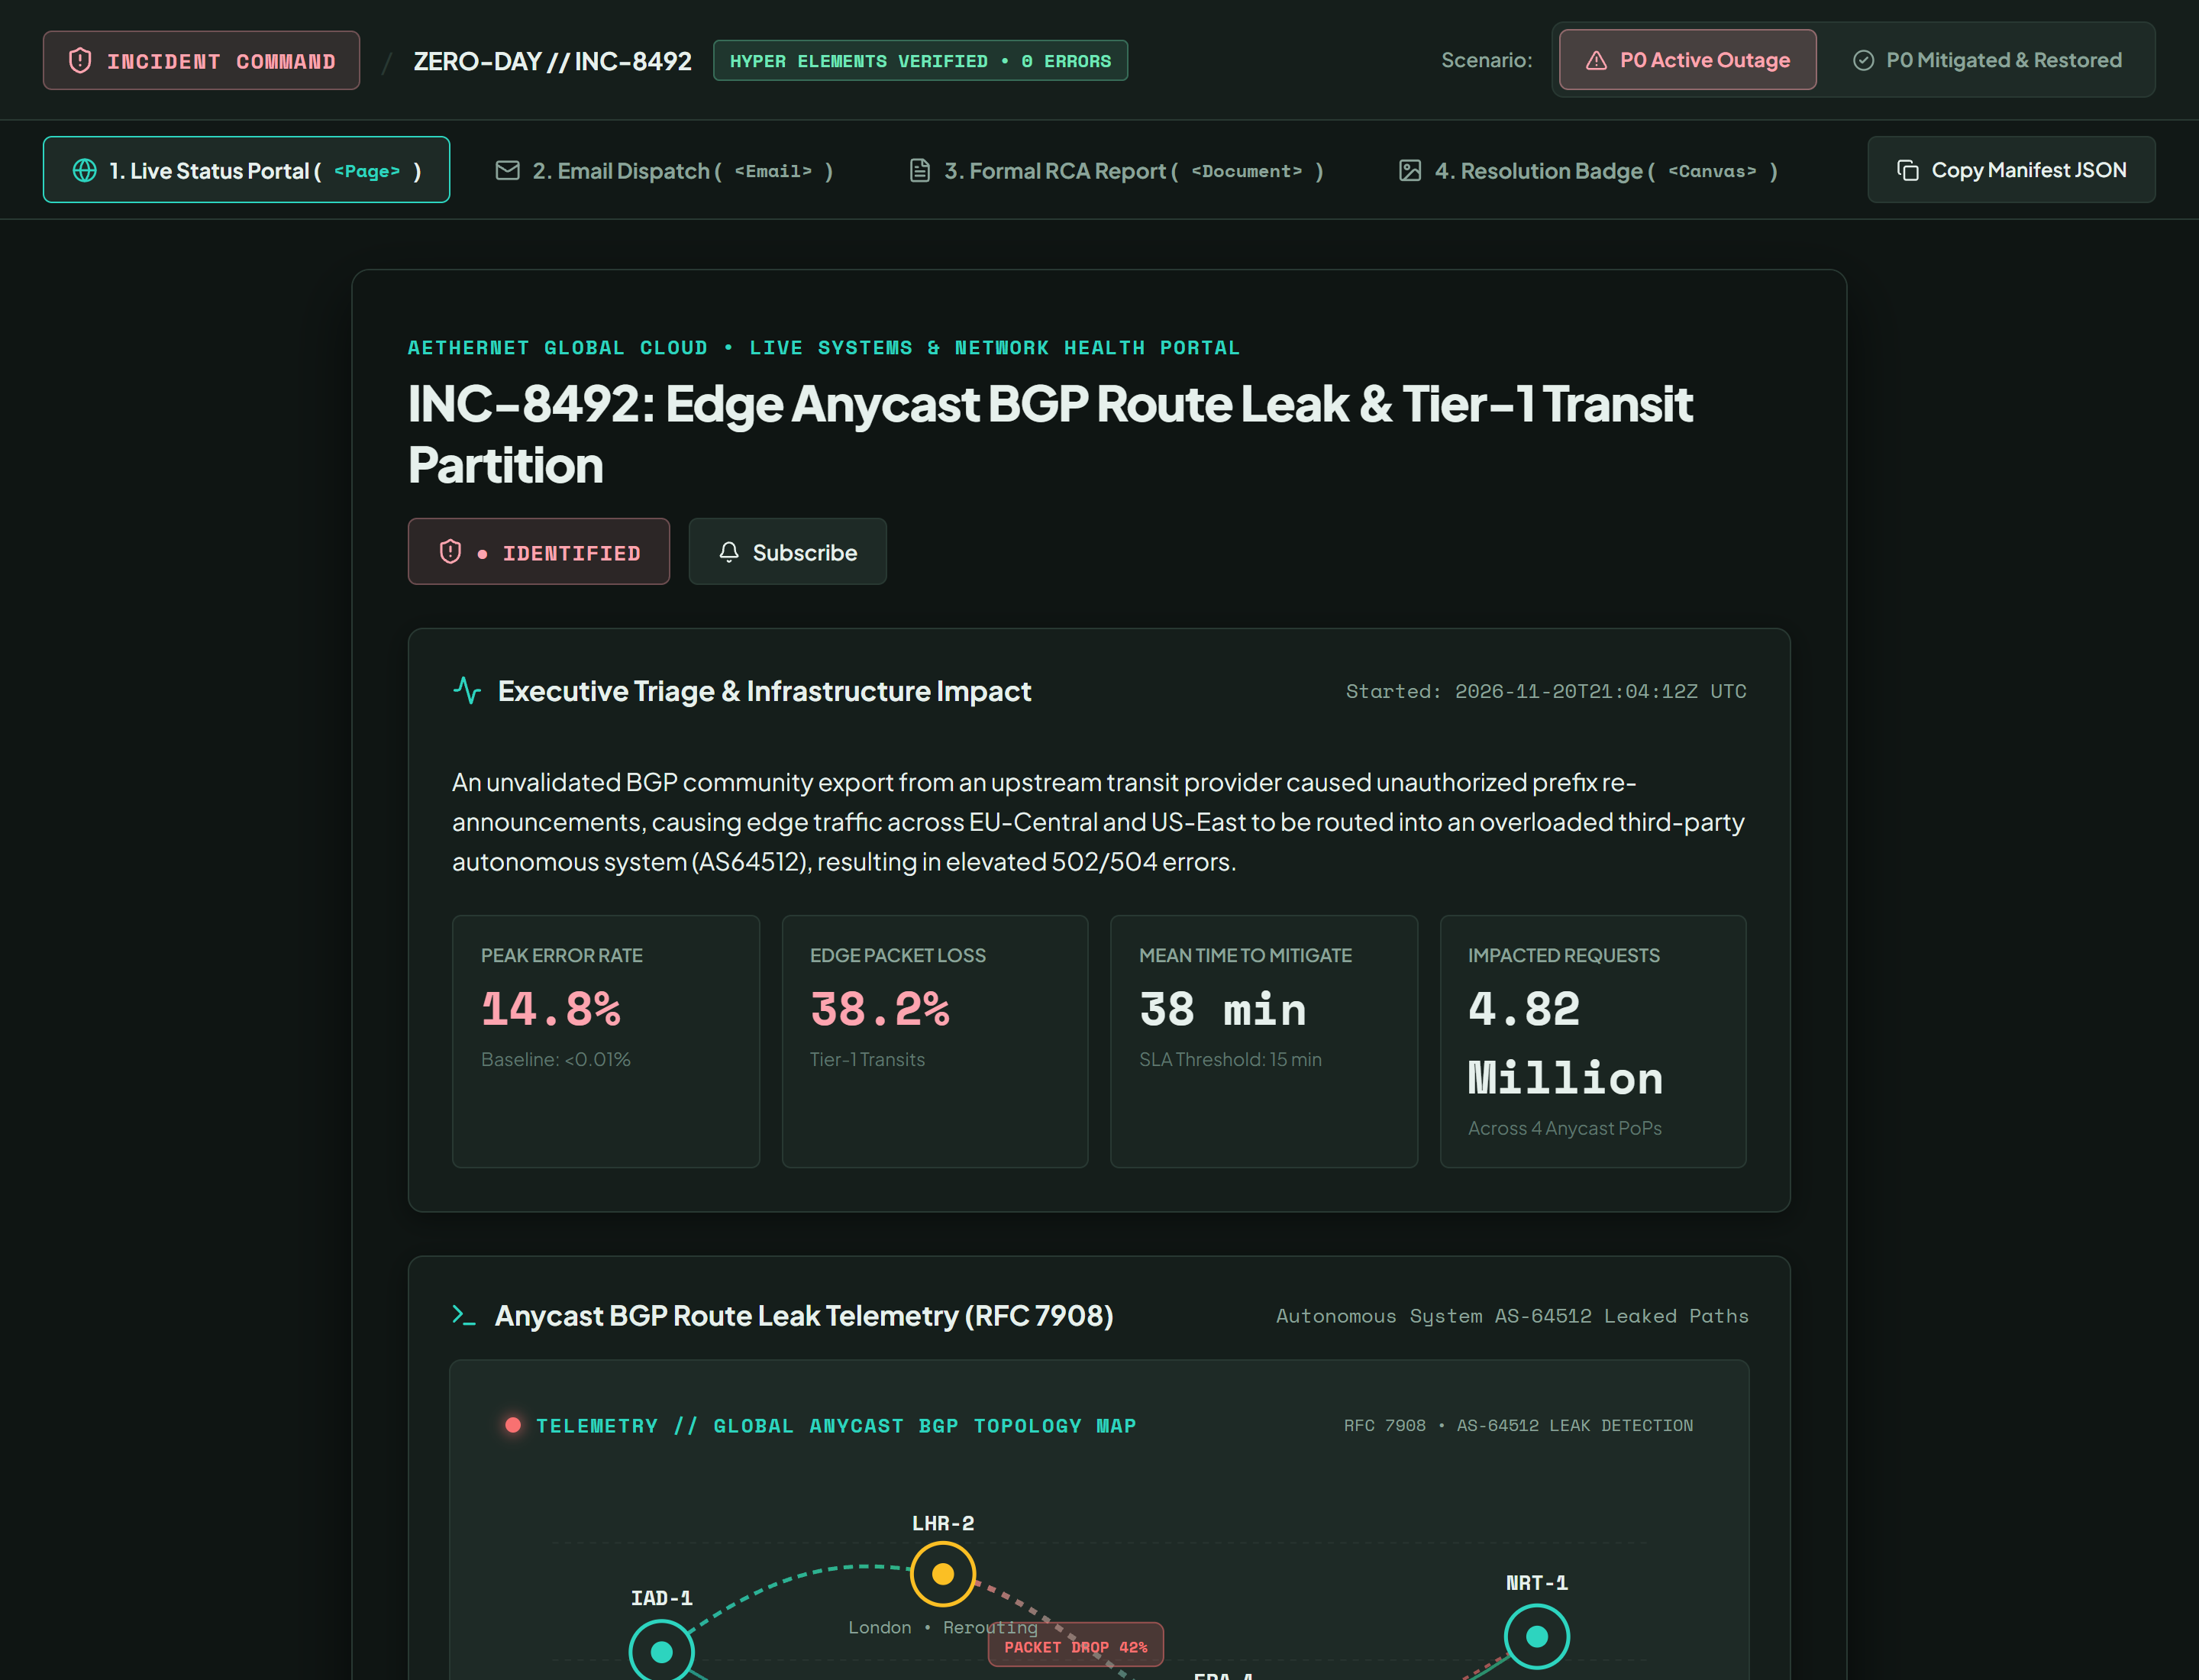 INCIDENT COMMAND / ZERO-DAY // INC-8492 HYPER ELEMENTS VERIFIED • 0 ERRORS Scenario: P0 Active Outage P0 Mitigated & Restored
1. Live Status Portal ( <Page> ) 2. Email Dispatch ( <Email> ) 3. Formal RCA Report ( <Document> ) 4. Resolution Badge ( <Canvas> ) Copy Manifest JSON
AETHERNET GLOBAL CLOUD • LIVE SYSTEMS & NETWORK HEALTH PORTAL
INC-8492: Edge Anycast BGP Route Leak & Tier-1 Transit
Partition
● IDENTIFIED Subscribe
Executive Triage & Infrastructure Impact Started: 2026-11-20T21:04:12Z UTC
An unvalidated BGP community export from an upstream transit provider caused unauthorized prefix re-
announcements, causing edge traffic across EU-Central and US-East to be routed into an overloaded third-party
autonomous system (AS64512), resulting in elevated 502/504 errors.
PEAK ERROR RATE
14.8%
Baseline: <0.01%
EDGE PACKET LOSS
38.2%
Tier-1 Transits
MEAN TIME TO MITIGATE
38 min
SLA Threshold: 15 min
IMPACTED REQUESTS
4.82
Million
Across 4 Anycast PoPs
Anycast BGP Route Leak Telemetry (RFC 7908) Autonomous System AS-64512 Leaked Paths
TELEMETRY // GLOBAL ANYCAST BGP TOPOLOGY MAP RFC 7908 • AS-64512 LEAK DETECTION
LHR-2
NRT-1
IAD-1
London • Rerouting
PACKET DROP 42%